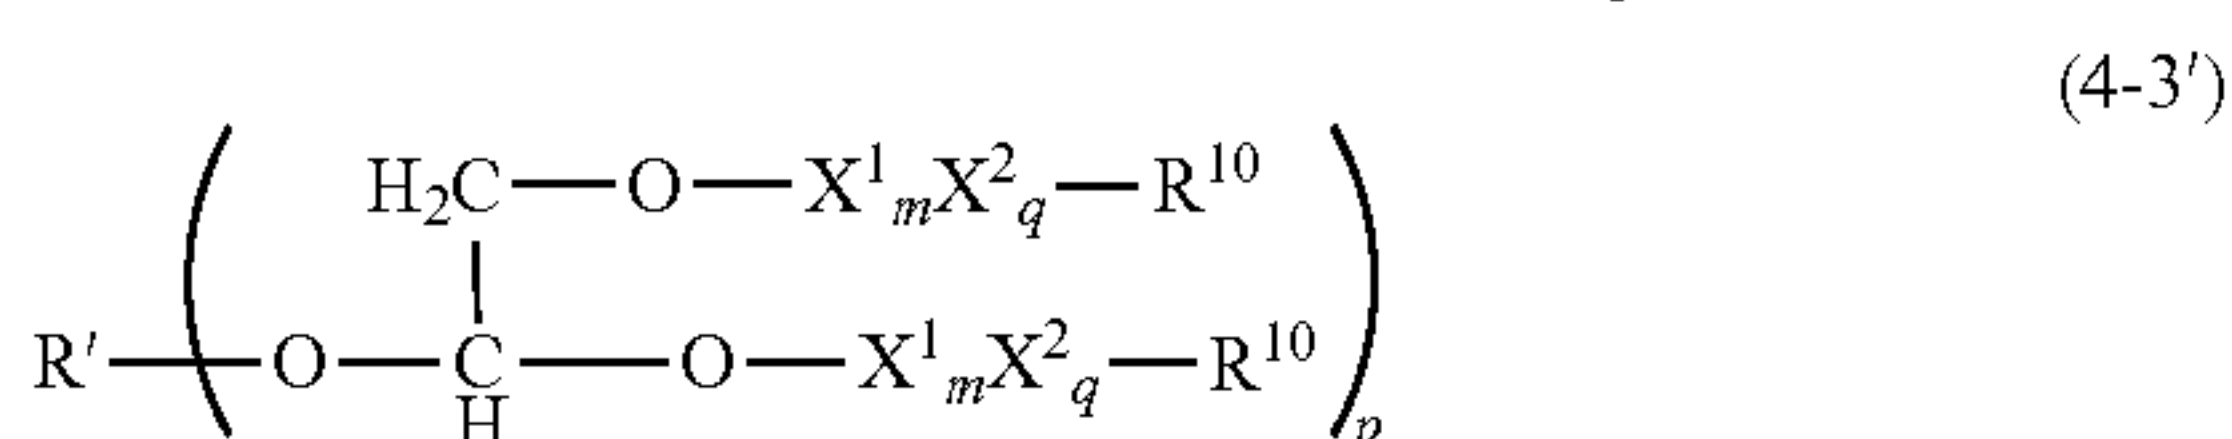 (4-3′)
H₂C—O—X¹ₘX²q—R¹⁰
R′—(O—C—O—X¹ₘX²q—R¹⁰)p
H